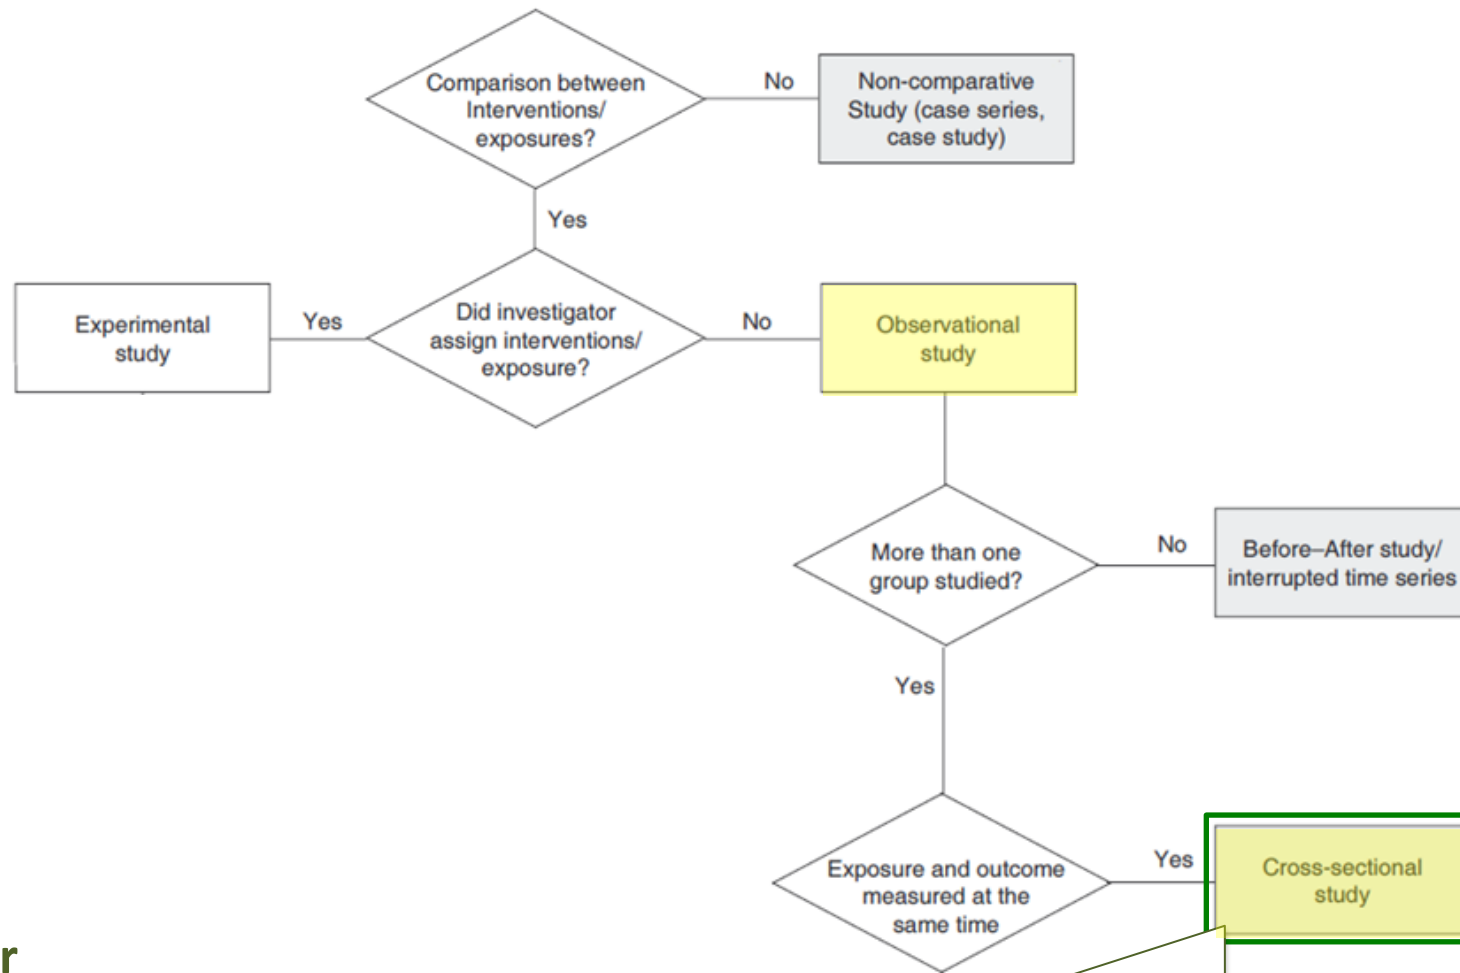 Comparison between
Interventions/
exposures?
No
Non-comparative
Study (case series,
case study)
Yes
Experimental
study
Yes
Did investigator
assign interventions/
exposure?
No
Observational
study
More than one
group studied?
No
Before–After study/
interrupted time series
Yes
Exposure and outcome
measured at the
same time
Yes
Cross-sectional
study